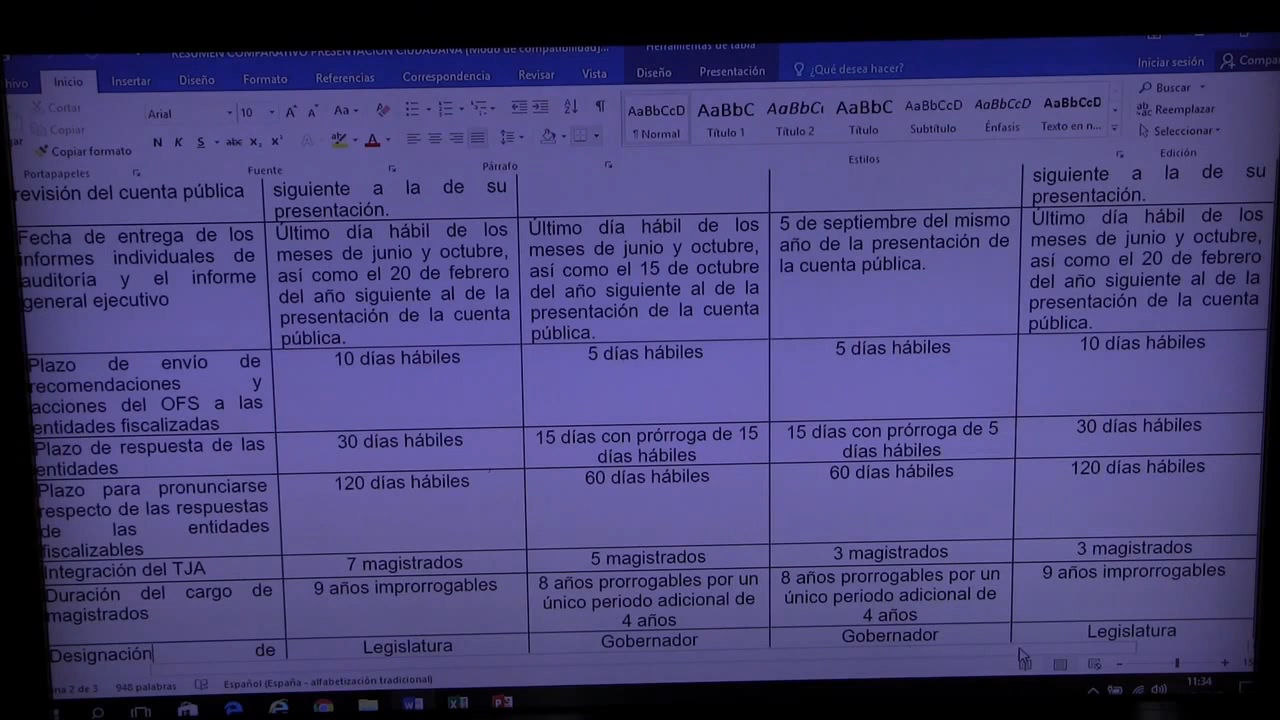 RESUMEN COMPARATIVO PRESENTACIÓN CIUDADANA [Modo de compatibilidad]...
Herramientas de tabla
Inicio Insertar Diseño Formato Referencias Correspondencia Revisar Vista Diseño Presentación ¿Qué desea hacer? Iniciar sesión
Cortar
Copiar
Copiar formato
Arial 10
N K S abc
AaBbCcD AaBbC AaBbC AaBbC AaBbCcD AaBbCcD AaBbCcD
¶ Normal Título 1 Título 2 Título Subtítulo Énfasis Texto en n...
Buscar
Reemplazar
Seleccionar
Portapapeles Fuente Párrafo Estilos Edición
revisión del cuenta pública
siguiente a la de su
presentación.
siguiente a la de su
presentación.
Fecha de entrega de los
informes individuales de
auditoría y el informe
general ejecutivo
Último día hábil de los
meses de junio y octubre,
así como el 20 de febrero
del año siguiente al de la
presentación de la cuenta
pública.
Último día hábil de los
meses de junio y octubre,
así como el 15 de octubre
del año siguiente al de la
presentación de la cuenta
pública.
5 de septiembre del mismo
año de la presentación de
la cuenta pública.
Último día hábil de los
meses de junio y octubre,
así como el 20 de febrero
del año siguiente al de la
presentación de la cuenta
pública.
Plazo de envío de
recomendaciones y
acciones del OFS a las
entidades fiscalizadas
10 días hábiles
5 días hábiles
5 días hábiles
10 días hábiles
Plazo de respuesta de las
entidades
30 días hábiles
15 días con prórroga de 15
días hábiles
15 días con prórroga de 5
días hábiles
30 días hábiles
Plazo para pronunciarse
respecto de las respuestas
de las entidades
fiscalizables
120 días hábiles
60 días hábiles
60 días hábiles
120 días hábiles
Integración del TJA
7 magistrados
5 magistrados
3 magistrados
3 magistrados
Duración del cargo de
magistrados
9 años improrrogables
8 años prorrogables por un
único periodo adicional de
4 años
8 años prorrogables por un
único periodo adicional de
4 años
9 años improrrogables
Designación de
Legislatura
Gobernador
Gobernador
Legislatura
2 de 3 948 palabras Español (España - alfabetización tradicional)
11:34